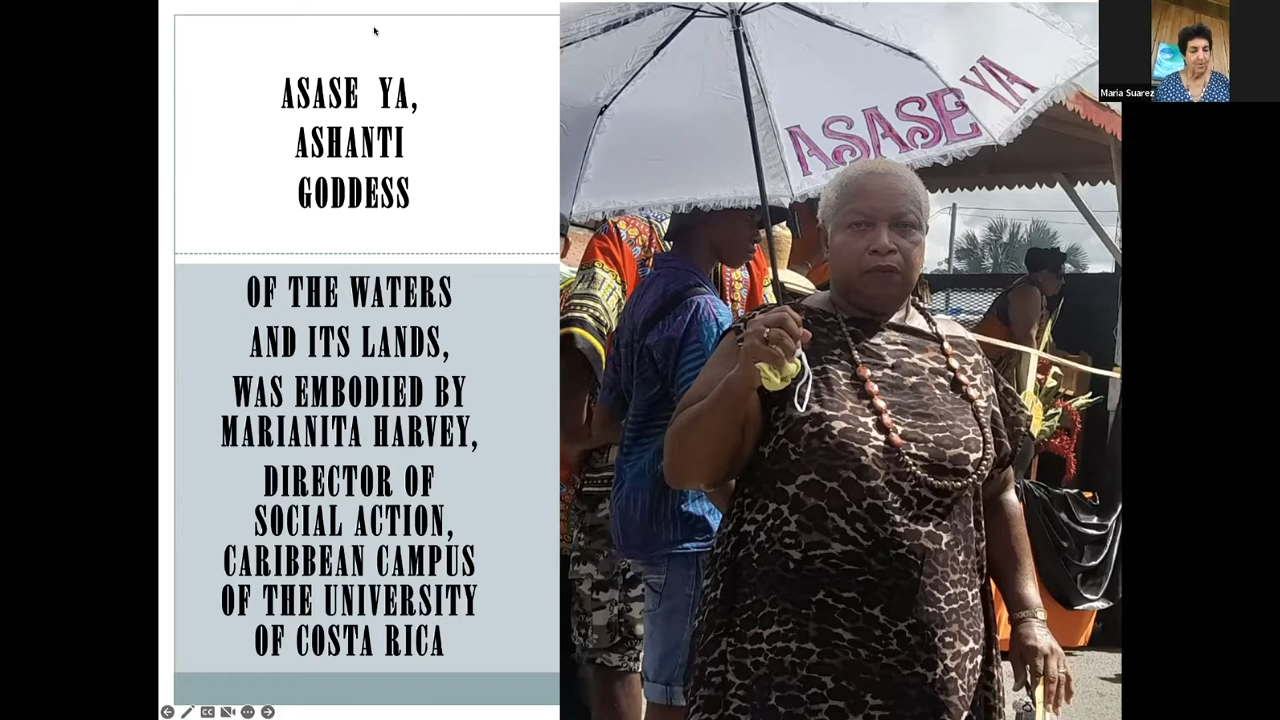 ASASE YA,
ASHANTI
GODDESS
OF THE WATERS
AND ITS LANDS,
WAS EMBODIED BY
MARIANITA HARVEY,
DIRECTOR OF
SOCIAL ACTION,
CARIBBEAN CAMPUS
OF THE UNIVERSITY
OF COSTA RICA
ASASE YA
Maria Suarez
CC